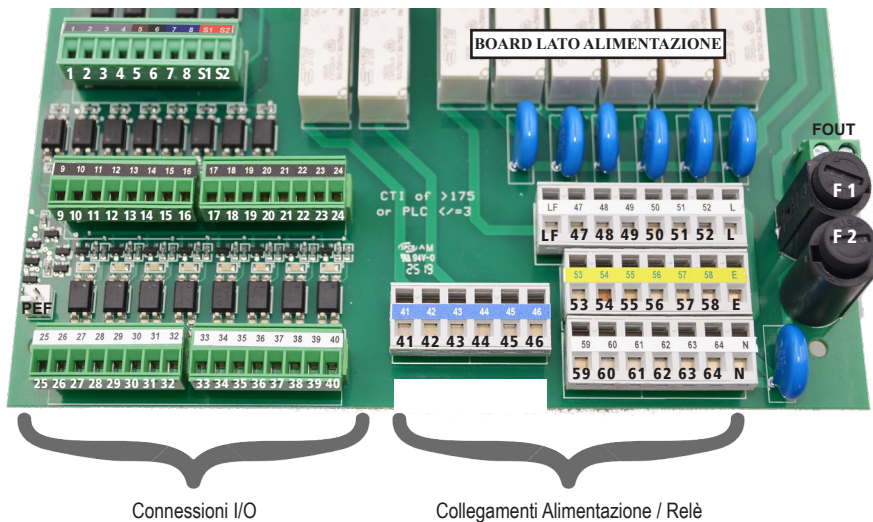 1 2 3 4 5 6 7 8 S1 S2
1 2 3 4 5 6 7 8 S1 S2
BOARD LATO ALIMENTAZIONE
FOUT
F 1
F 2
9 10 11 12 13 14 15 16 17 18 19 20 21 22 23 24
9 10 11 12 13 14 15 16 17 18 19 20 21 22 23 24
CTI of >175
or PLC </=3
94V-0
2519
LF 47 48 49 50 51 52 L
LF 47 48 49 50 51 52 L
53 54 55 56 57 58 E
53 54 55 56 57 58 E
PEF
41 42 43 44 45 46
41 42 43 44 45 46
25 26 27 28 29 30 31 32 33 34 35 36 37 38 39 40
25 26 27 28 29 30 31 32 33 34 35 36 37 38 39 40
59 60 61 62 63 64 N
59 60 61 62 63 64 N
Connessioni I/O
Collegamenti Alimentazione / Relè